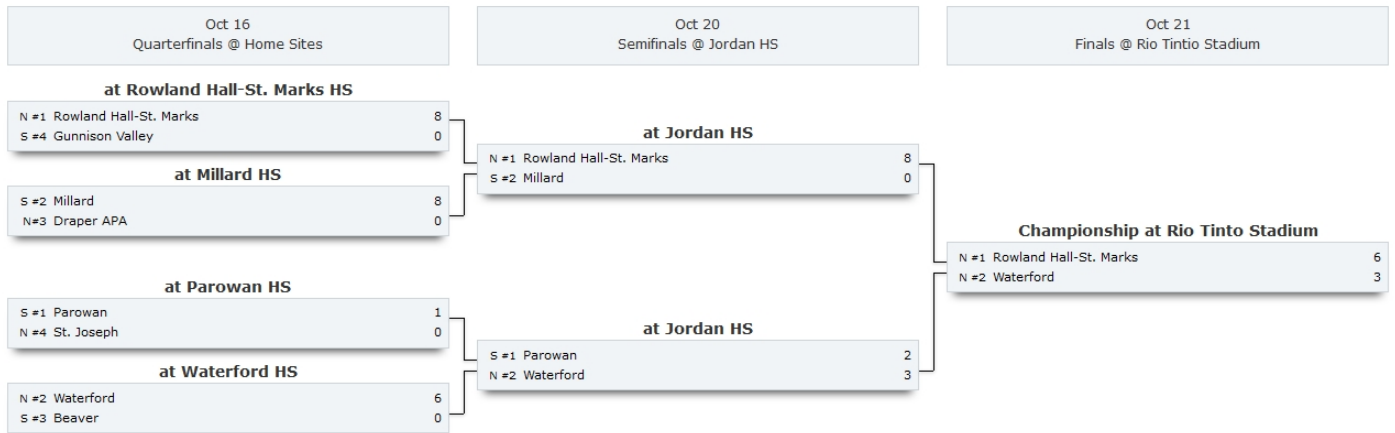 Oct 16
Quarterfinals @ Home Sites
Oct 20
Semifinals @ Jordan HS
Oct 21
Finals @ Rio Tintio Stadium
at Rowland Hall-St. Marks HS
N #1 Rowland Hall-St. Marks 8
S #4 Gunnison Valley 0
at Millard HS
S #2 Millard 8
N#3 Draper APA 0
at Parowan HS
S #1 Parowan 1
N #4 St. Joseph 0
at Waterford HS
N #2 Waterford 6
S #3 Beaver 0
at Jordan HS
N #1 Rowland Hall-St. Marks 8
S #2 Millard 0
at Jordan HS
S #1 Parowan 2
N #2 Waterford 3
Championship at Rio Tinto Stadium
N #1 Rowland Hall-St. Marks 6
N #2 Waterford 3